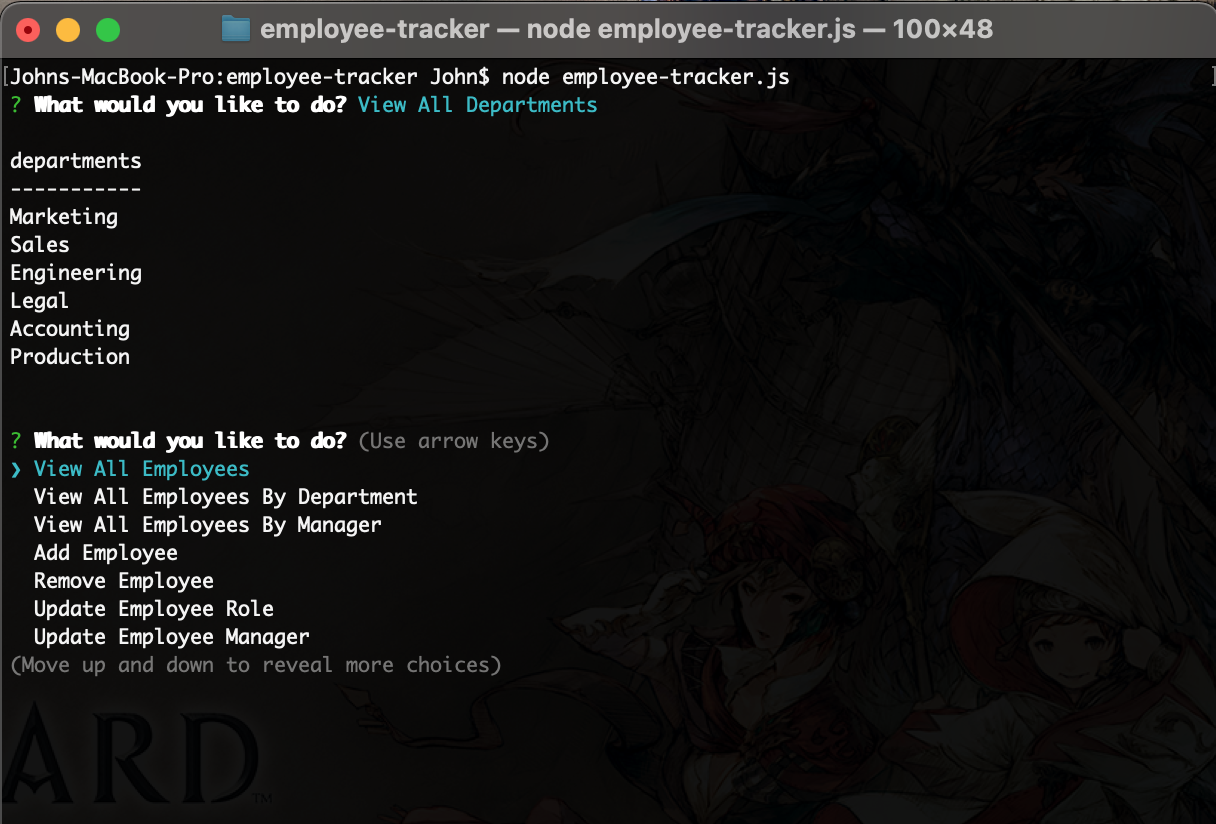 employee-tracker — node employee-tracker.js — 100×48
[Johns-MacBook-Pro:employee-tracker John$ node employee-tracker.js ]
? What would you like to do? View All Departments
departments
-----------
Marketing
Sales
Engineering
Legal
Accounting
Production
? What would you like to do? (Use arrow keys)
❯ View All Employees
View All Employees By Department
View All Employees By Manager
Add Employee
Remove Employee
Update Employee Role
Update Employee Manager
(Move up and down to reveal more choices)
ARD™